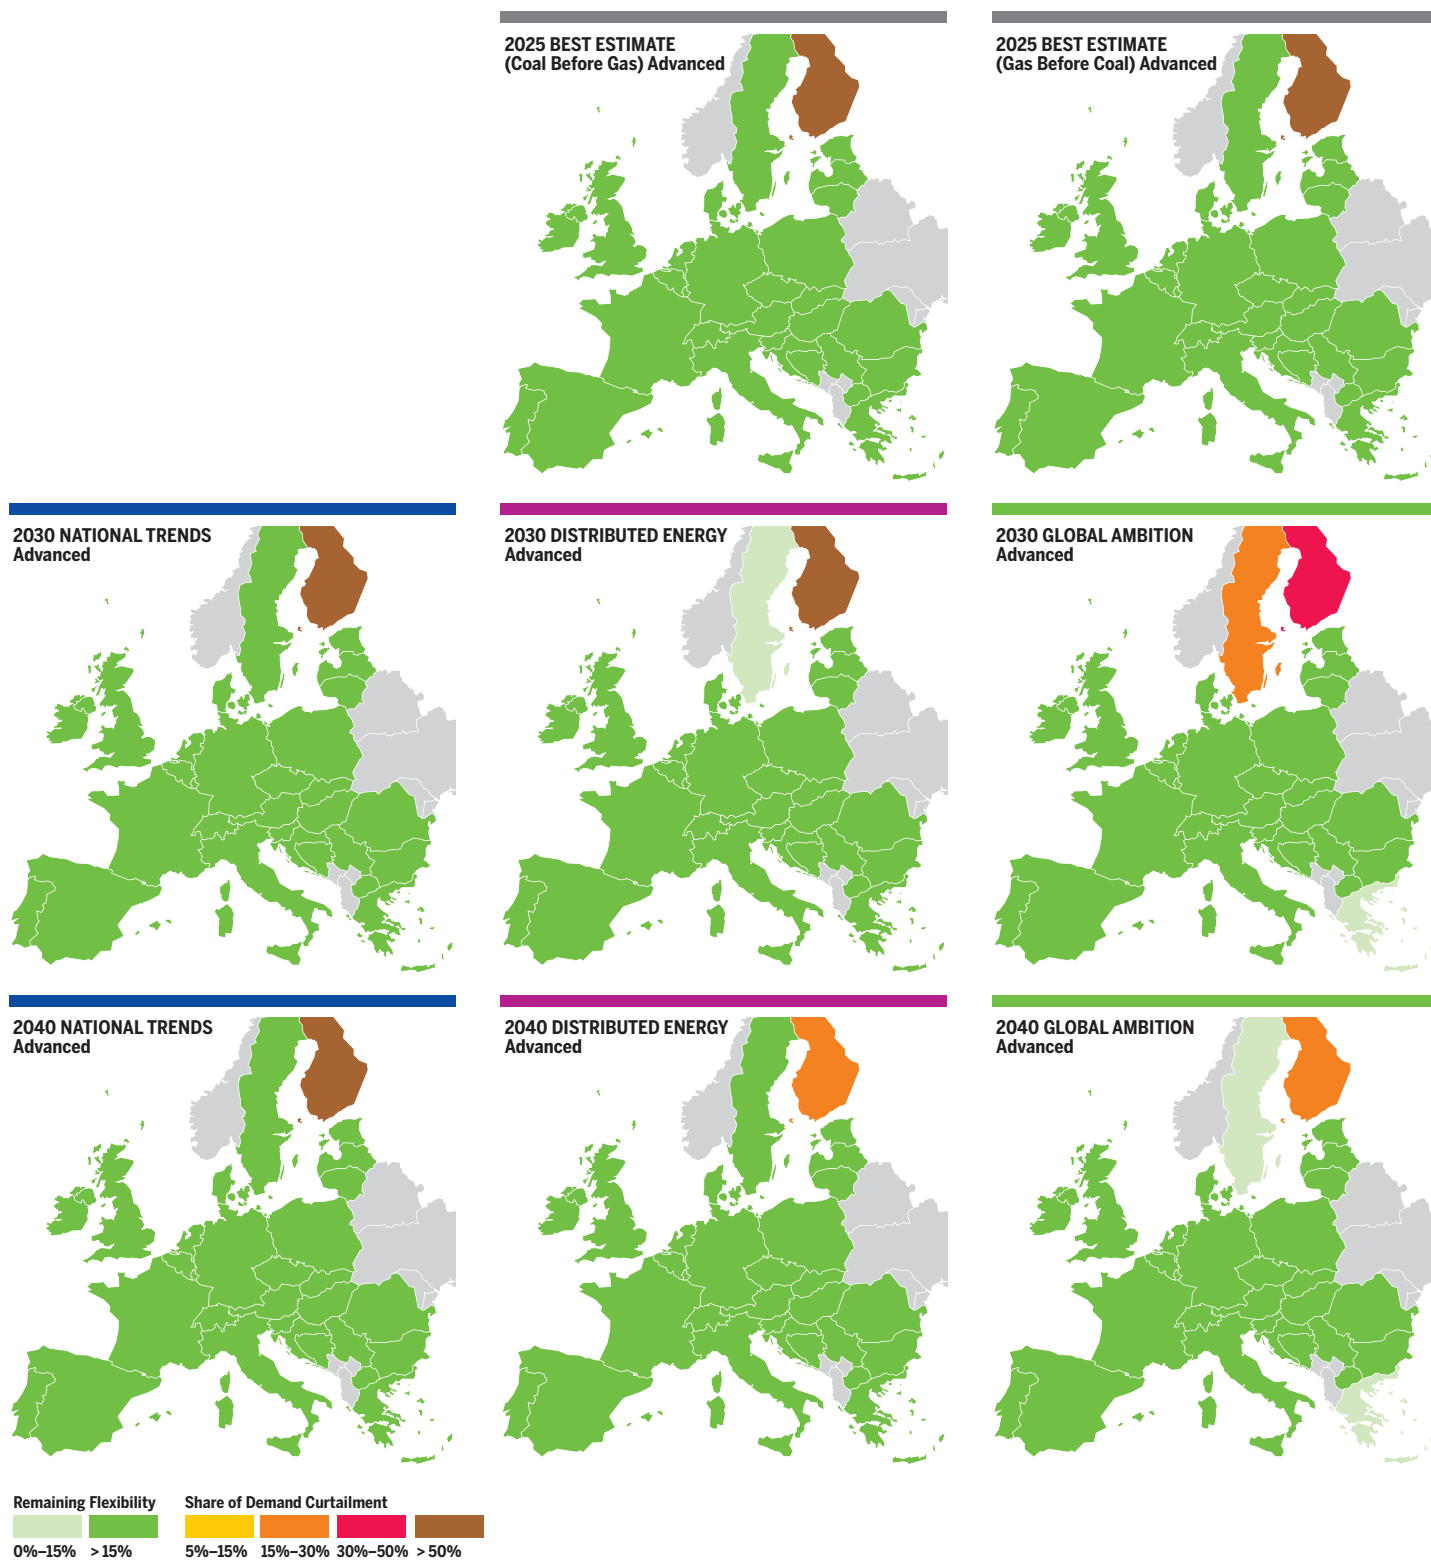 2025 BEST ESTIMATE
(Coal Before Gas) Advanced
2025 BEST ESTIMATE
(Gas Before Coal) Advanced
2030 NATIONAL TRENDS
Advanced
2030 DISTRIBUTED ENERGY
Advanced
2030 GLOBAL AMBITION
Advanced
2040 NATIONAL TRENDS
Advanced
2040 DISTRIBUTED ENERGY
Advanced
2040 GLOBAL AMBITION
Advanced
Remaining Flexibility
0%–15% > 15%
Share of Demand Curtailment
5%–15% 15%–30% 30%–50% > 50%